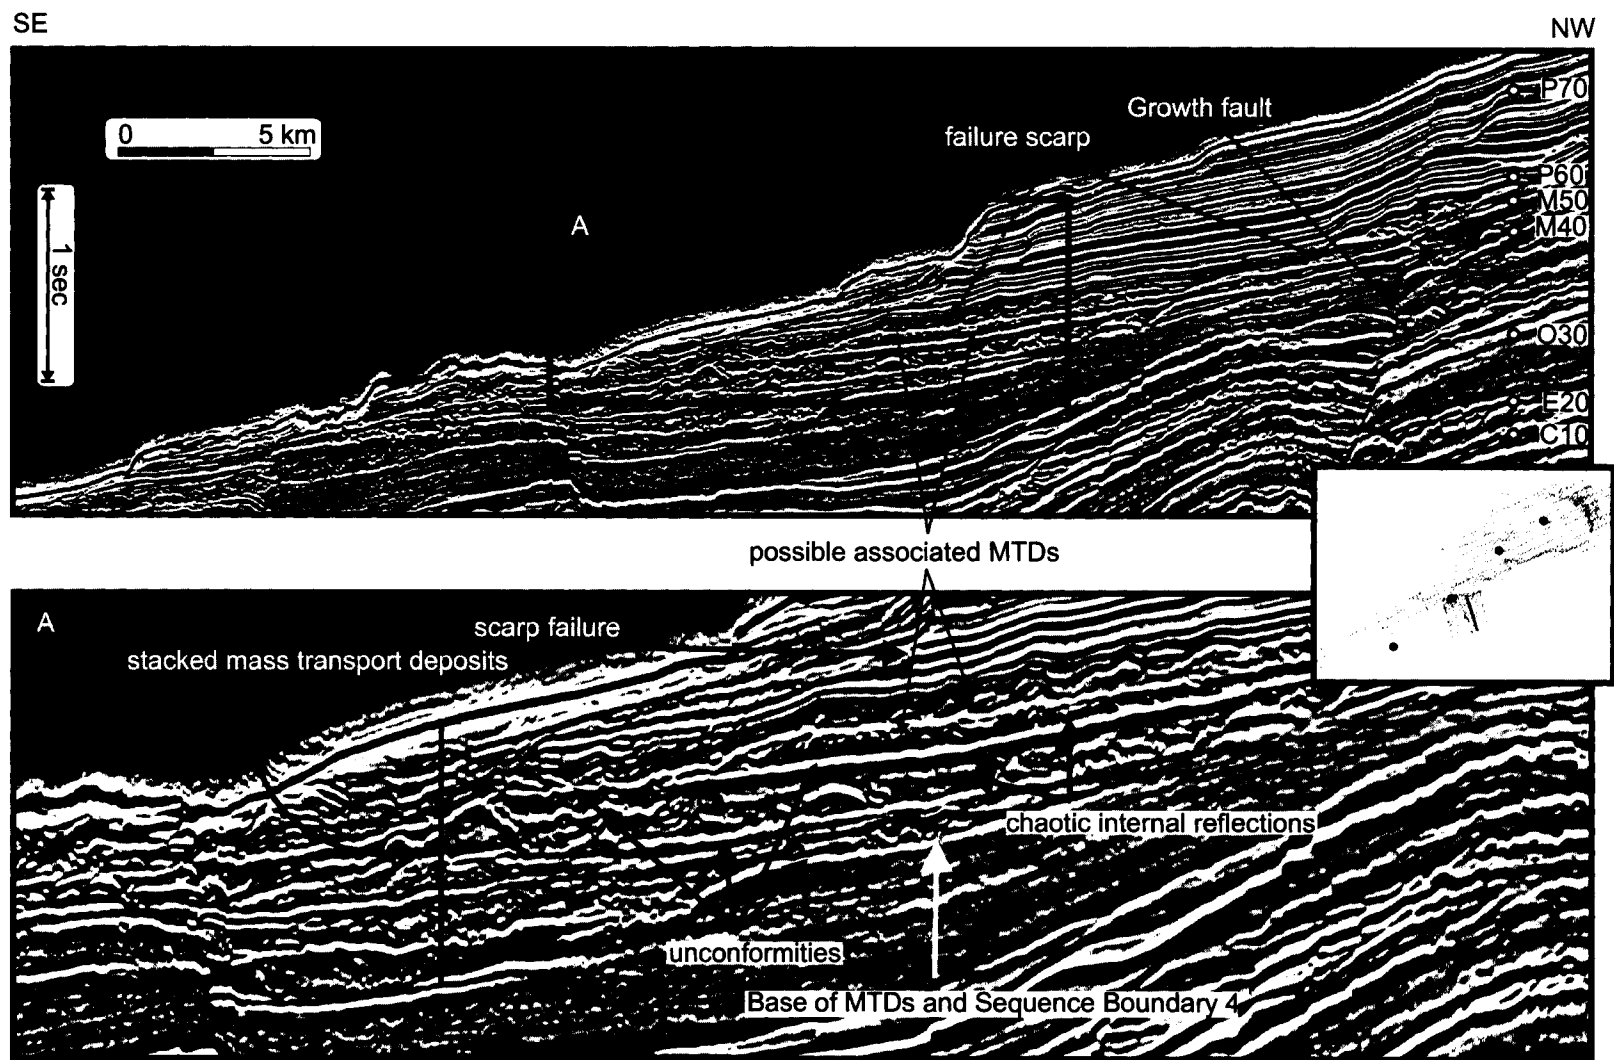 SE
NW
0 5 km
1 sec
A
failure scarp
Growth fault
P70
P60
M50
M40
O30
E20
C10
possible associated MTDs
A
scarp failure
stacked mass transport deposits
chaotic internal reflections
unconformities
Base of MTDs and Sequence Boundary 4